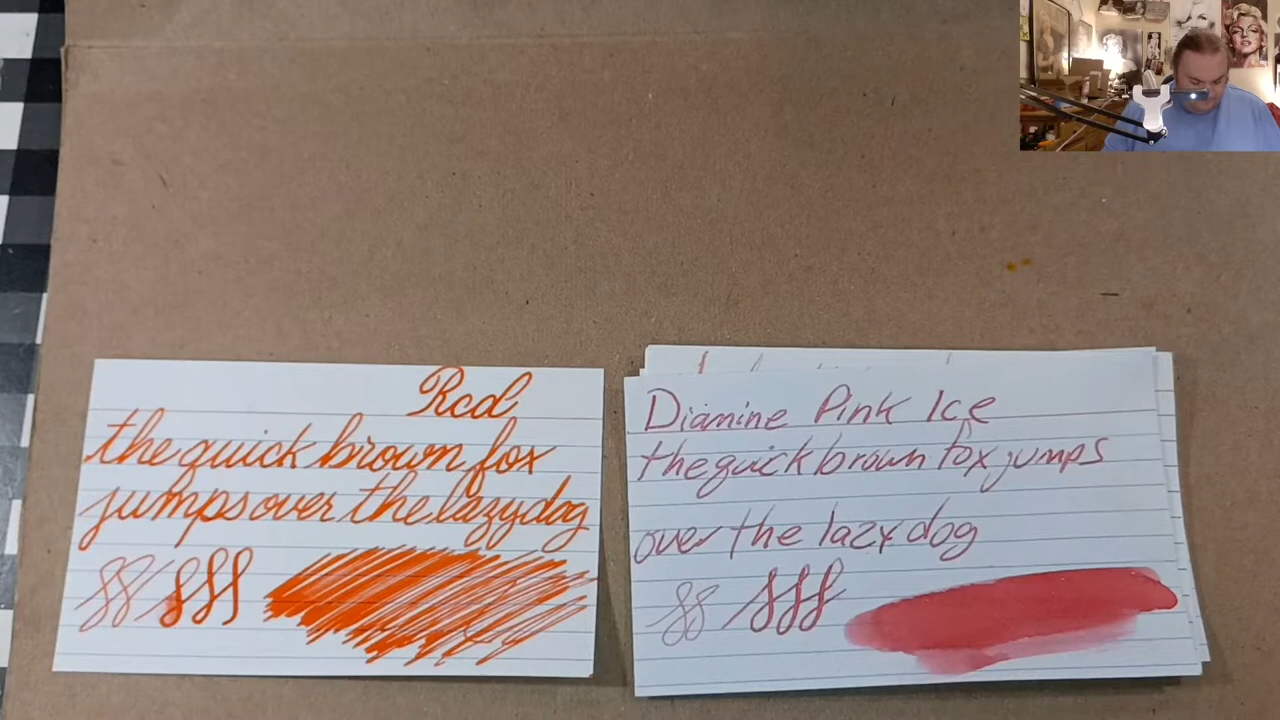 Red
the quick brown fox
jumps over the lazy dog
Diamine Pink Ice
the quick brown fox jumps
over the lazy dog